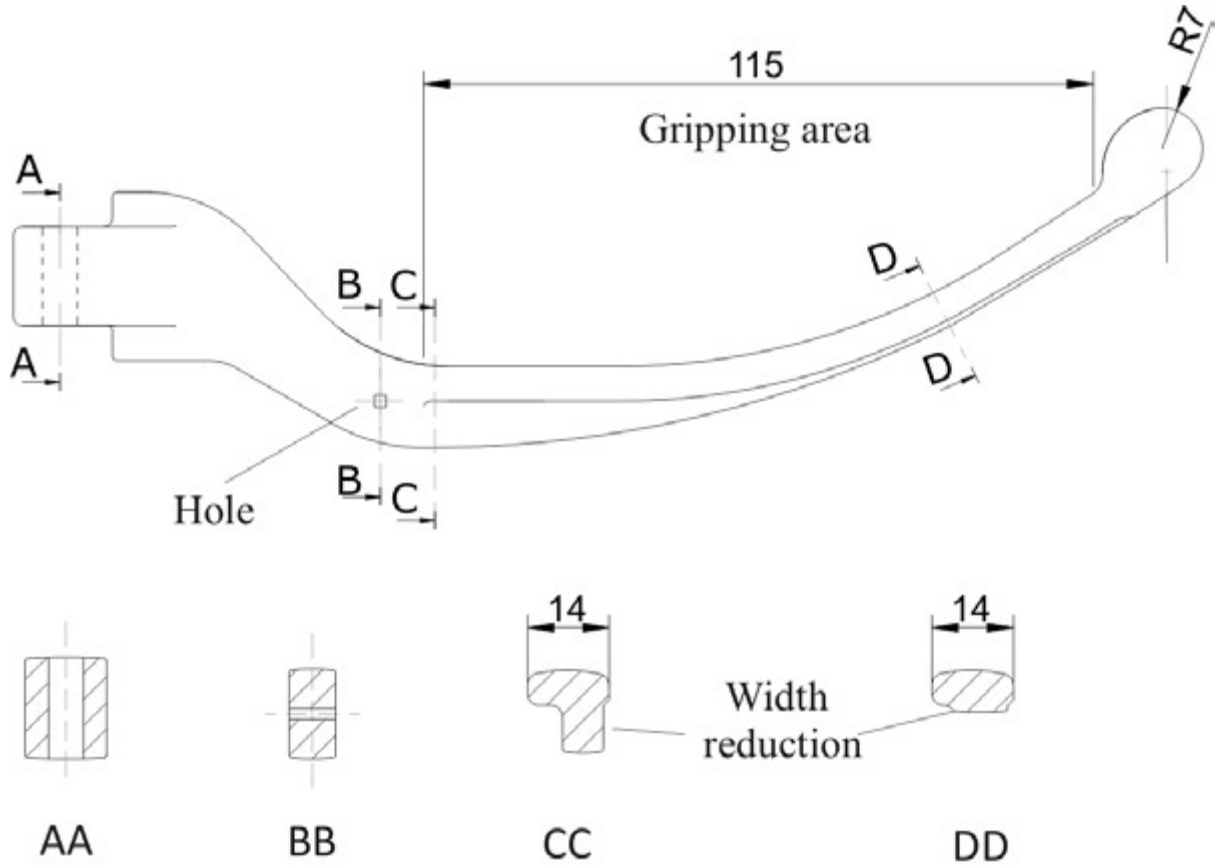 R7
115
Gripping area
A
D
B
C
A
D
B
C
Hole
14
14
Width
reduction
AA
BB
CC
DD